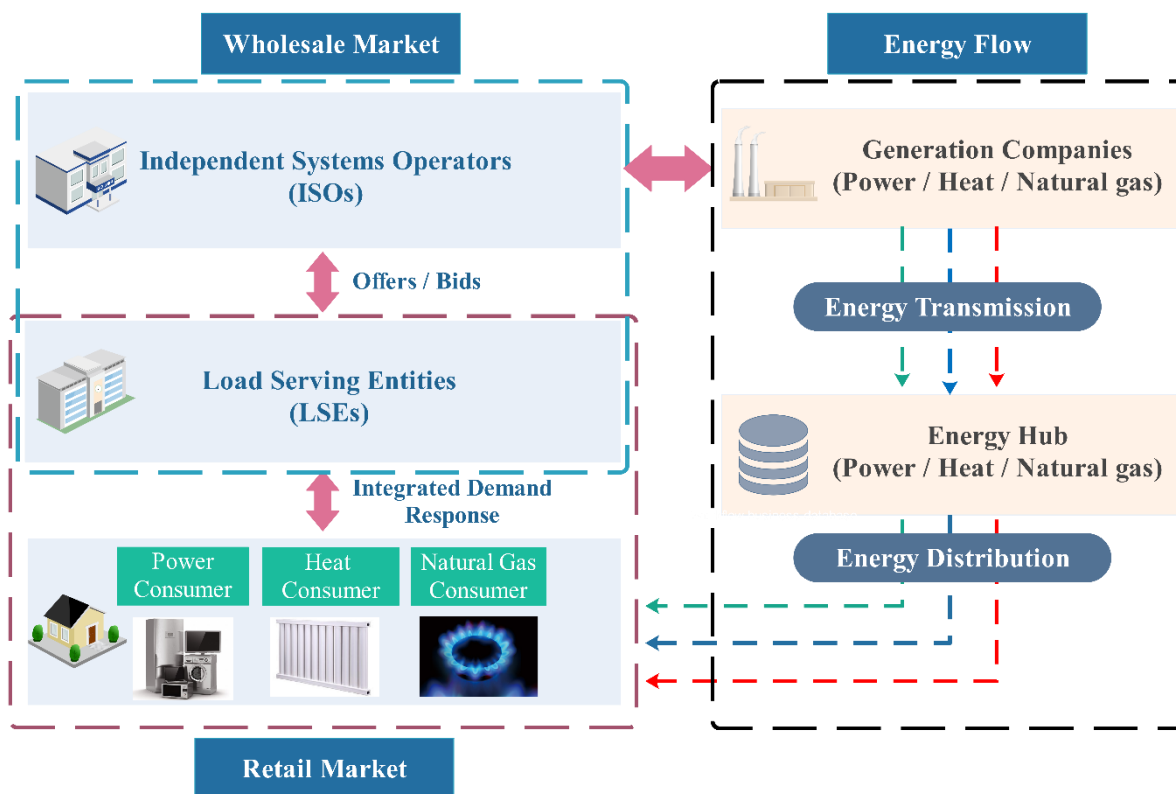 Wholesale Market
Energy Flow
Independent Systems Operators
(ISOs)
Generation Companies
(Power / Heat / Natural gas)
Offers / Bids
Energy Transmission
Load Serving Entities
(LSEs)
Energy Hub
(Power / Heat / Natural gas)
Integrated Demand
Response
Energy Distribution
Power
Consumer
Heat
Consumer
Natural Gas
Consumer
Retail Market